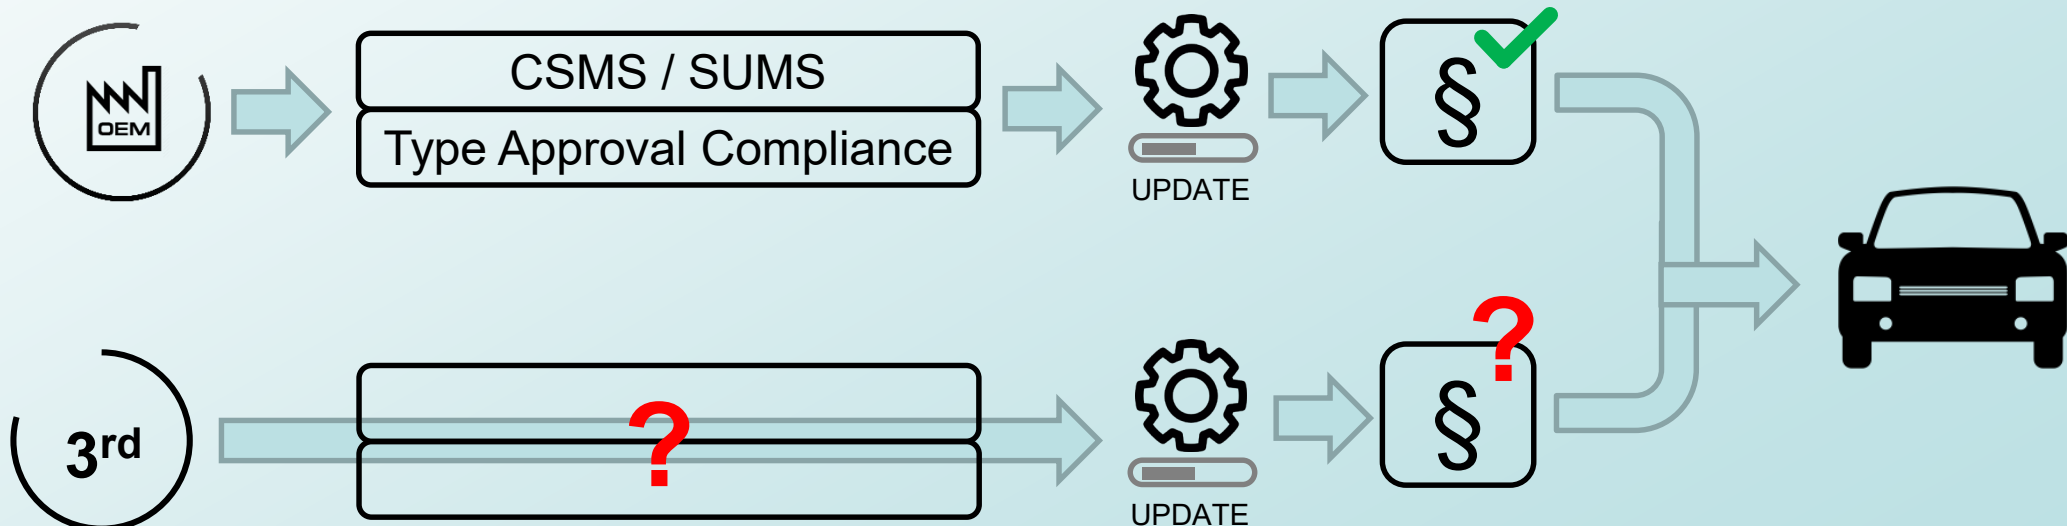 OEM
CSMS / SUMS
Type Approval Compliance
UPDATE
§
3rd
?
UPDATE
§
?